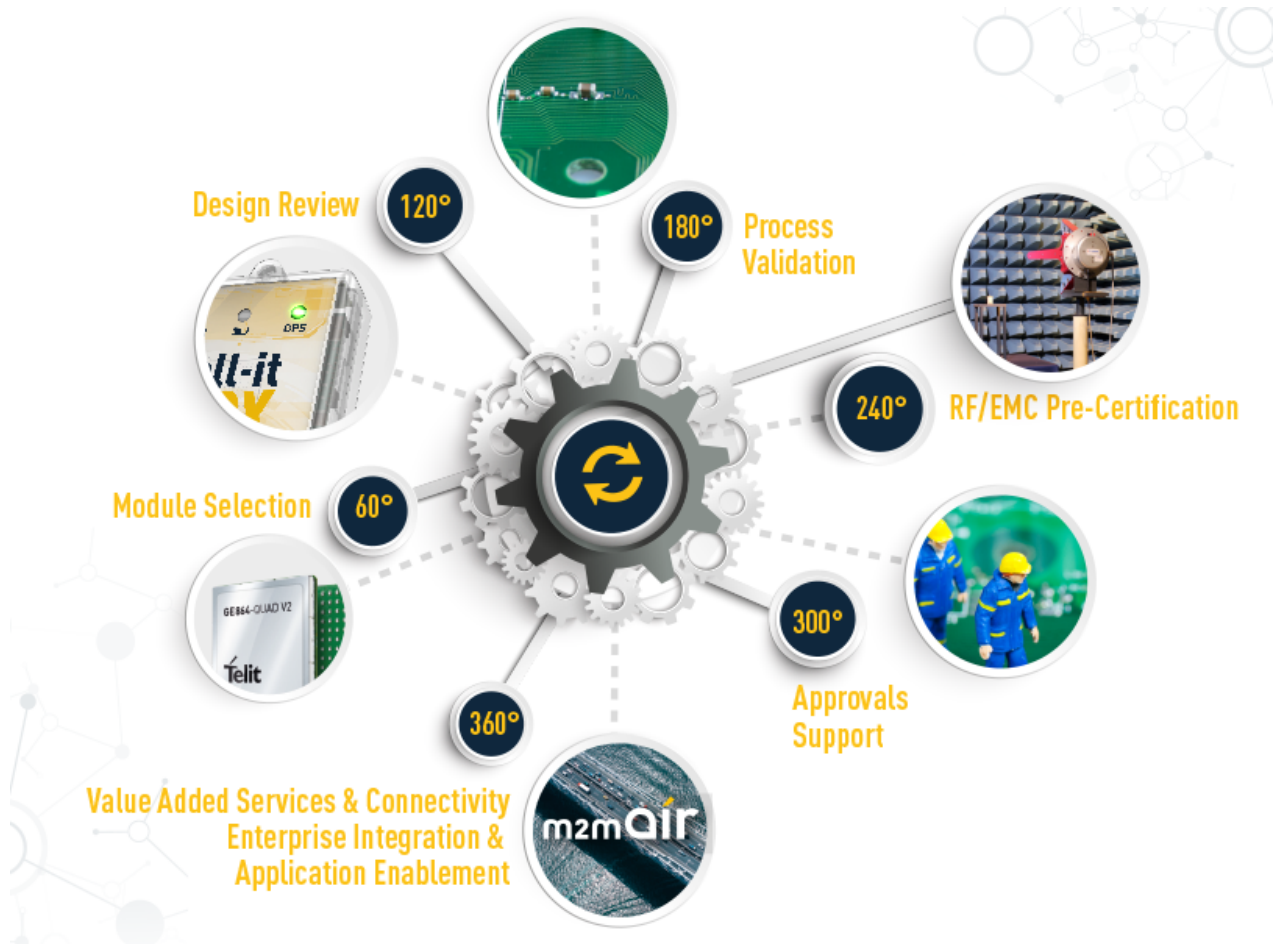 Design Review
120°
180°
Process
Validation
GPS
ll-it
240°
RF/EMC Pre-Certification
Module Selection
60°
GE864-QUAD V2
Telit
300°
Approvals
Support
360°
Value Added Services & Connectivity
Enterprise Integration &
Application Enablement
m2mair